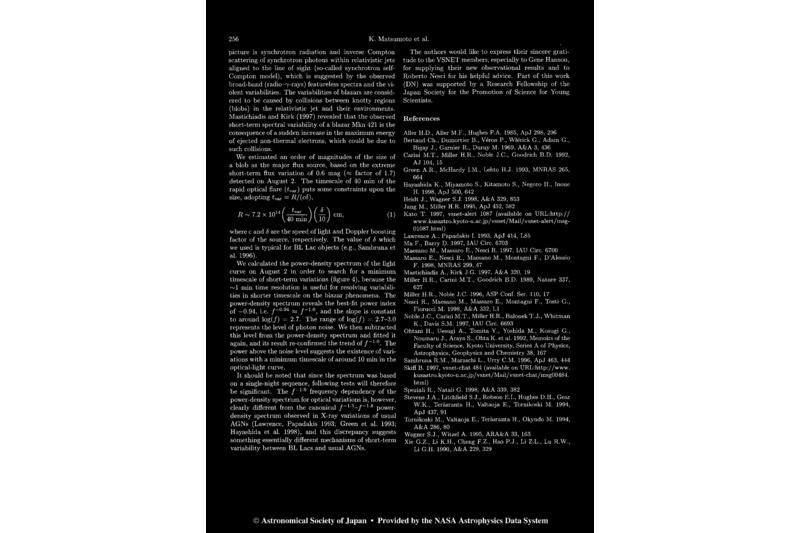 256
K. Matsumoto et al.
picture is synchrotron radiation and inverse Compton
scattering of synchrotron photons within relativistic jets
aligned to the line of sight (so-called synchrotron self-
Compton model), which is suggested by the observed
broad-band (radio–γ-rays) featureless spectra and the vi-
olent variabilities. The variabilities of blazars are consid-
ered to be caused by collisions between knotty regions
(blobs) in the relativistic jet and their environments.
Mastichiadis and Kirk (1997) revealed that the observed
short-term spectral variability of a blazar Mkn 421 is the
consequence of a sudden increase in the maximum energy
of ejected non-thermal electrons, which could be due to
such collisions.
We estimated an order of magnitudes of the size of
a blob as the major flux source, based on the extreme
short-term flux variation of 0.6 mag (≈ factor of 1.7)
detected on August 2. The timescale of 40 min of the
rapid optical flare (t_var) puts some constraints upon the
size, adopting t_var = R/(cδ),
R ∼ 7.2 × 10^14 (t_var / 40 min) (δ / 10) cm, (1)
where c and δ are the speed of light and Doppler boosting
factor of the source, respectively. The value of δ which
we used is typical for BL Lac objects (e.g., Sambruna et
al. 1996).
We calculated the power-density spectrum of the light
curve on August 2 in order to search for a minimum
timescale of short-term variations (figure 4), because the
∼1 min time resolution is useful for resolving variabili-
ties in shorter timescale on the blazar phenomena. The
power-density spectrum reveals the best-fit power index
of −0.94, i.e. f^−0.94 ≈ f^−1.0, and the slope is constant
to around log(f) = 2.7. The range of log(f) = 2.7–3.0
represents the level of photon noise. We then subtracted
this level from the power-density spectrum and fitted it
again, and its result re-confirmed the trend of f^−1.0. The
power above the noise level suggests the existence of vari-
ations with a minimum timescale of around 10 min in the
optical-light curve.
It should be noted that since the spectrum was based
on a single-night sequence, following tests will therefore
be significant. The f^−1.0 frequency dependency of the
power-density spectrum for optical variations is, however,
clearly different from the canonical f^−1.5–f^−1.8 power-
density spectrum observed in X-ray variations of usual
AGNs (Lawrence, Papadakis 1993; Green et al. 1993;
Hayashida et al. 1998), and this discrepancy suggests
something essentially different mechanisms of short-term
variability between BL Lacs and usual AGNs.
The authors would like to express their sincere grati-
tude to the VSNET members, especially to Gene Hanson,
for supplying their new observational results and to
Roberto Nesci for his helpful advice. Part of this work
(DN) was supported by a Research Fellowship of the
Japan Society for the Promotion of Science for Young
Scientists.
References
Aller H.D., Aller M.F., Hughes P.A. 1985, ApJ 298, 296
Bertaud Ch., Dumortier B., Véron P., Wlérick G., Adam G.,
Bigay J., Garnier R., Duruy M. 1969, A&A 3, 436
Carini M.T., Miller H.R., Noble J.C., Goodrich B.D. 1992,
AJ 104, 15
Green A.R., McHardy I.M., Lehto H.J. 1993, MNRAS 265,
664
Hayashida K., Miyamoto S., Kitamoto S., Negoro H., Inoue
H. 1998, ApJ 500, 642
Heidt J., Wagner S.J. 1998, A&A 329, 853
Jang M., Miller H.R. 1995, ApJ 452, 582
Kato T. 1997, vsnet-alert 1087 (available on URL:http://
www.kusastro.kyoto-u.ac.jp/vsnet/Mail/vsnet-alert/msg-
01087.html)
Lawrence A., Papadakis I. 1993, ApJ 414, L85
Ma F., Barry D. 1997, IAU Circ. 6703
Maesano M., Massaro E., Nesci R. 1997, IAU Circ. 6700
Massaro E., Nesci R., Maesano M., Montagni F., D'Alessio
F. 1998, MNRAS 299, 47
Mastichiadis A., Kirk J.G. 1997, A&A 320, 19
Miller H.R., Carini M.T., Goodrich B.D. 1989, Nature 337,
627
Miller H.R., Noble J.C. 1996, ASP Conf. Ser. 110, 17
Nesci R., Maesano M., Massaro E., Montagni F., Tosti G.,
Fiorucci M. 1998, A&A 332, L1
Noble J.C., Carini M.T., Miller H.R., Balonek T.J., Whitman
K., Davis S.M. 1997, IAU Circ. 6693
Ohtani H., Uesugi A., Tomita Y., Yoshida M., Kosugi G.,
Noumaru J., Araya S., Ohta K. et al. 1992, Memoirs of the
Faculty of Science, Kyoto University, Series A of Physics,
Astrophysics, Geophysics and Chemistry 38, 167
Sambruna R.M., Maraschi L., Urry C.M. 1996, ApJ 463, 444
Skiff B. 1997, vsnet-chat 484 (available on URL:http://www.
kusastro.kyoto-u.ac.jp/vsnet/Mail/vsnet-chat/msg00484.
html)
Speziali R., Natali G. 1998, A&A 339, 382
Stevens J.A., Litchfield S.J., Robson E.I., Hughes D.H., Gear
W.K., Teräsranta H., Valtaoja E., Tornikoski M. 1994,
ApJ 437, 91
Tornikoski M., Valtaoja E., Teräsranta H., Okyudo M. 1994,
A&A 286, 80
Wagner S.J., Witzel A. 1995, ARA&A 33, 163
Xie G.Z., Li K.H., Cheng F.Z., Hao P.J., Li Z.L., Lu R.W.,
Li G.H. 1990, A&A 229, 329
© Astronomical Society of Japan • Provided by the NASA Astrophysics Data System